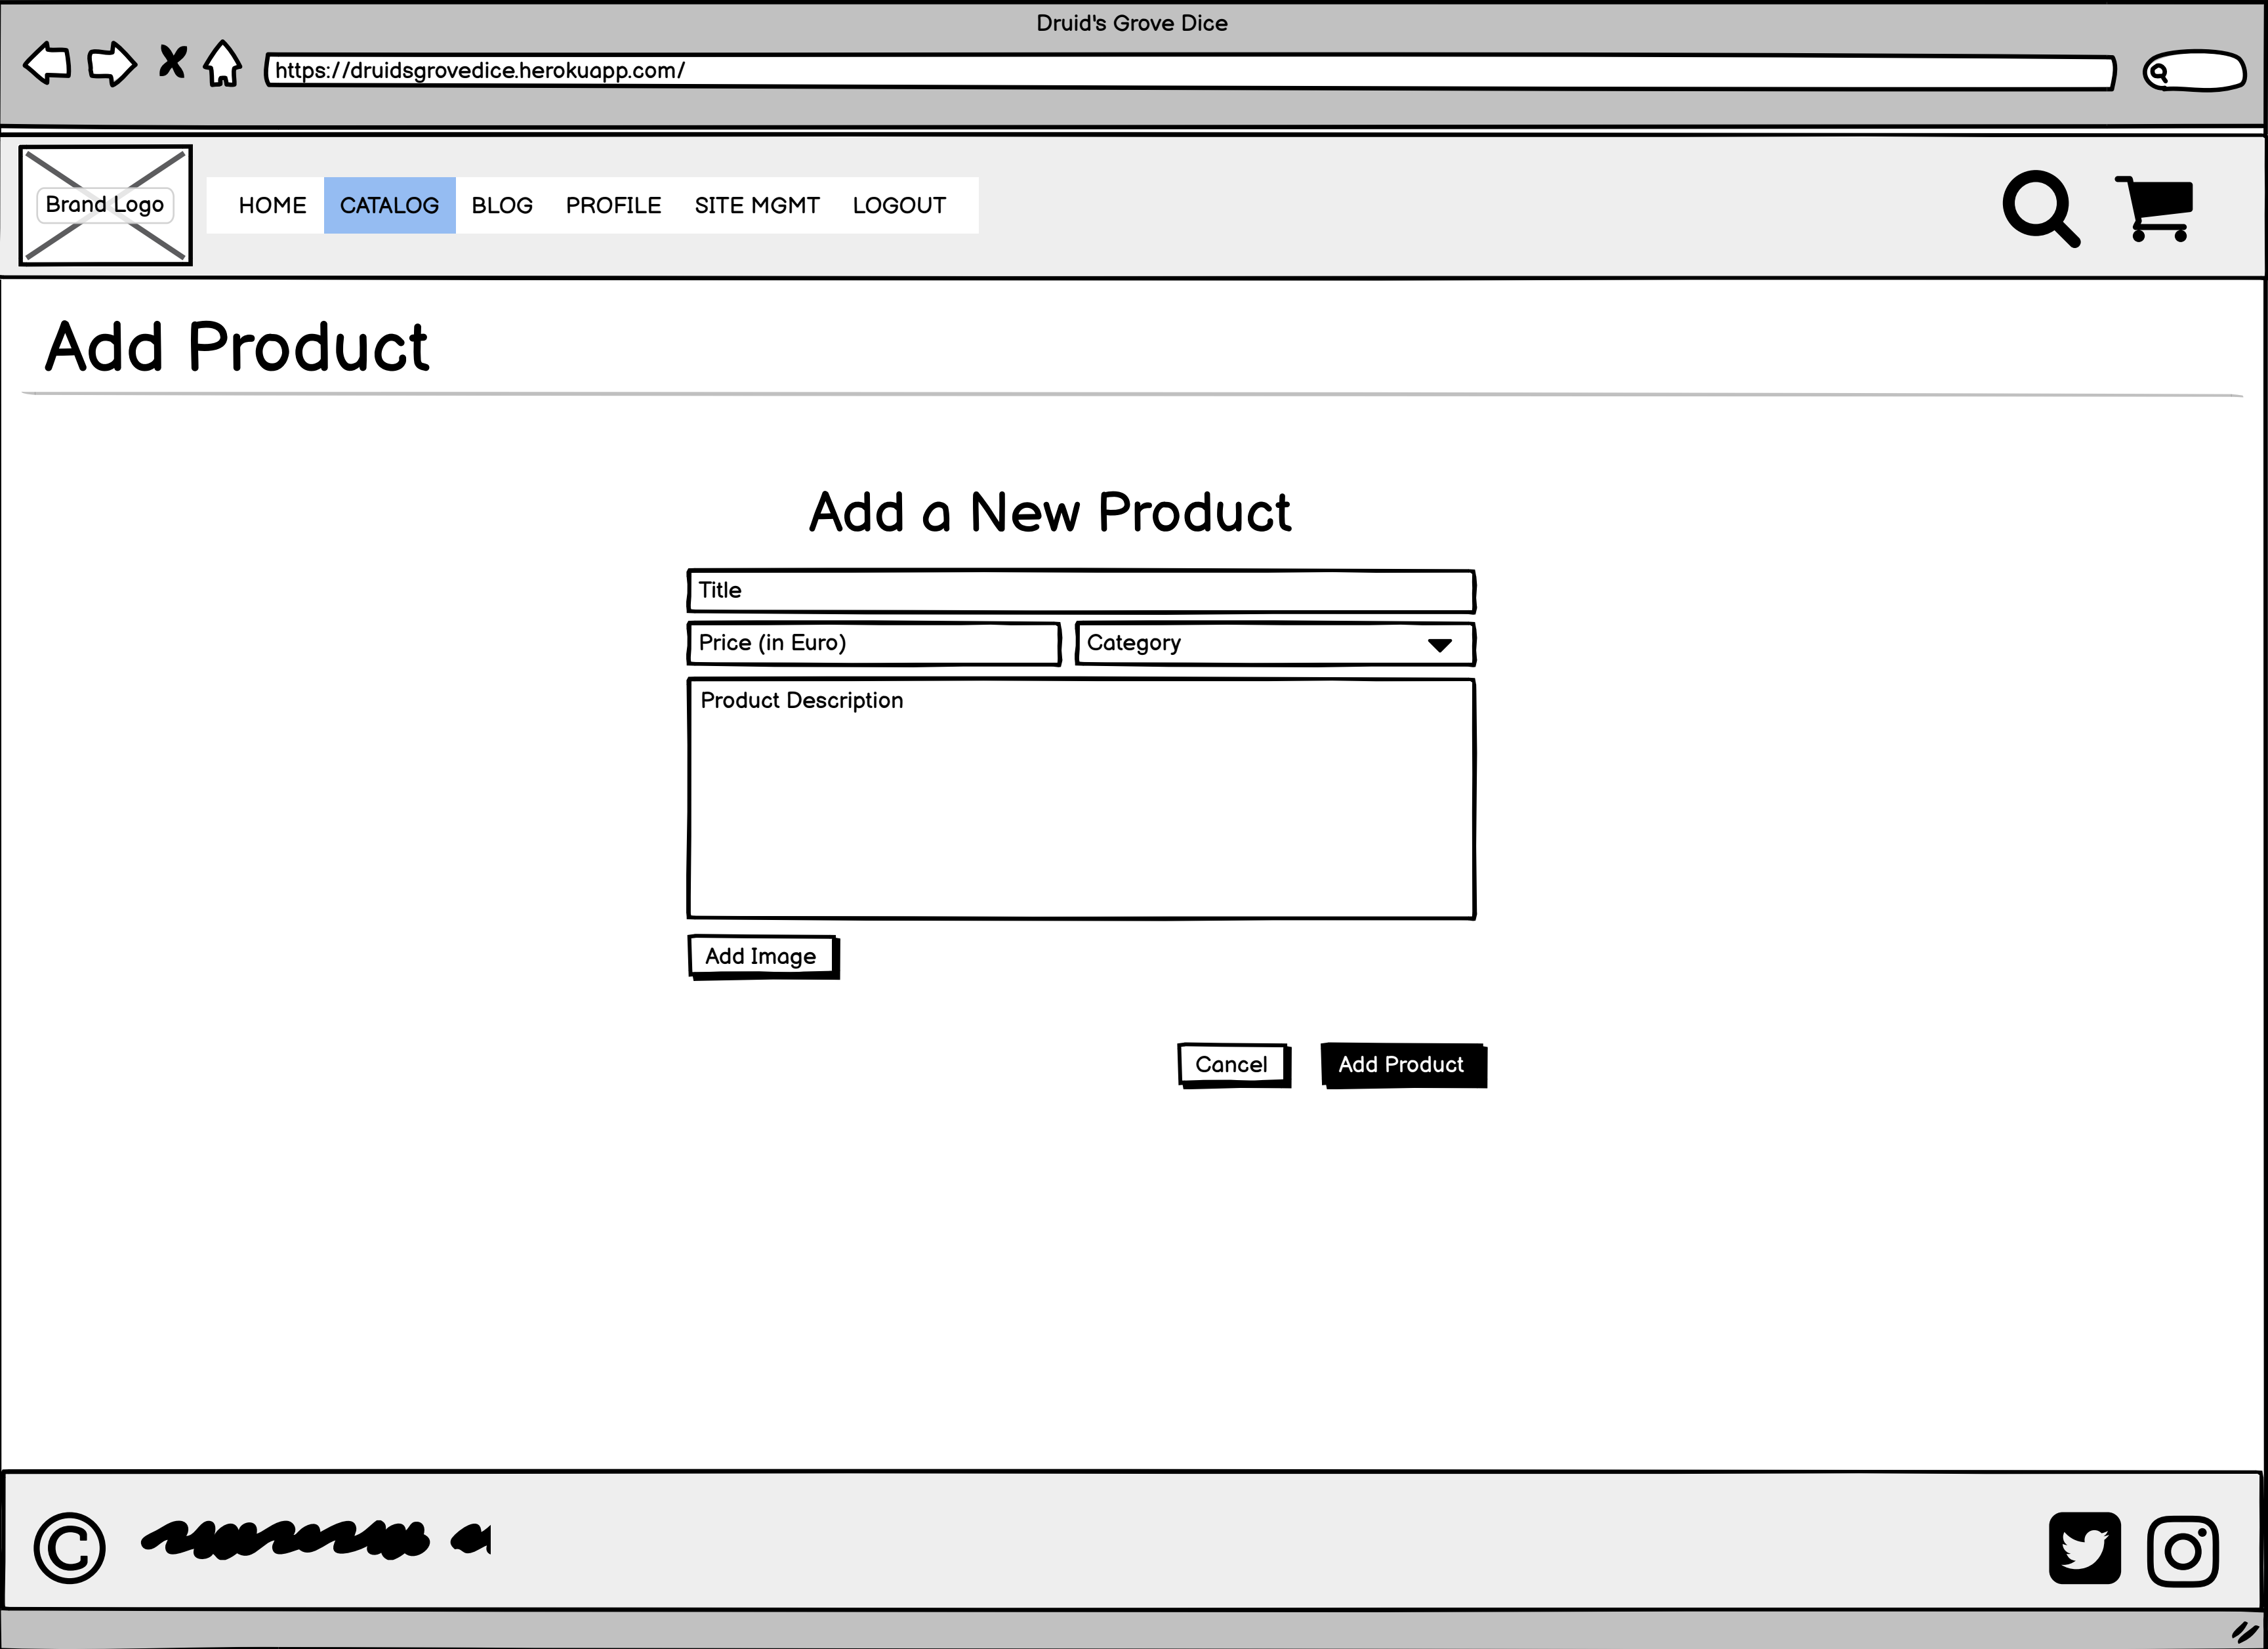 Druid's Grove Dice
https://druidsgrovedice.herokuapp.com/
Brand Logo
HOME CATALOG BLOG PROFILE SITE MGMT LOGOUT
Add Product
Add a New Product
Title
Price (in Euro) Category
Product Description
Add Image
Cancel Add Product
©